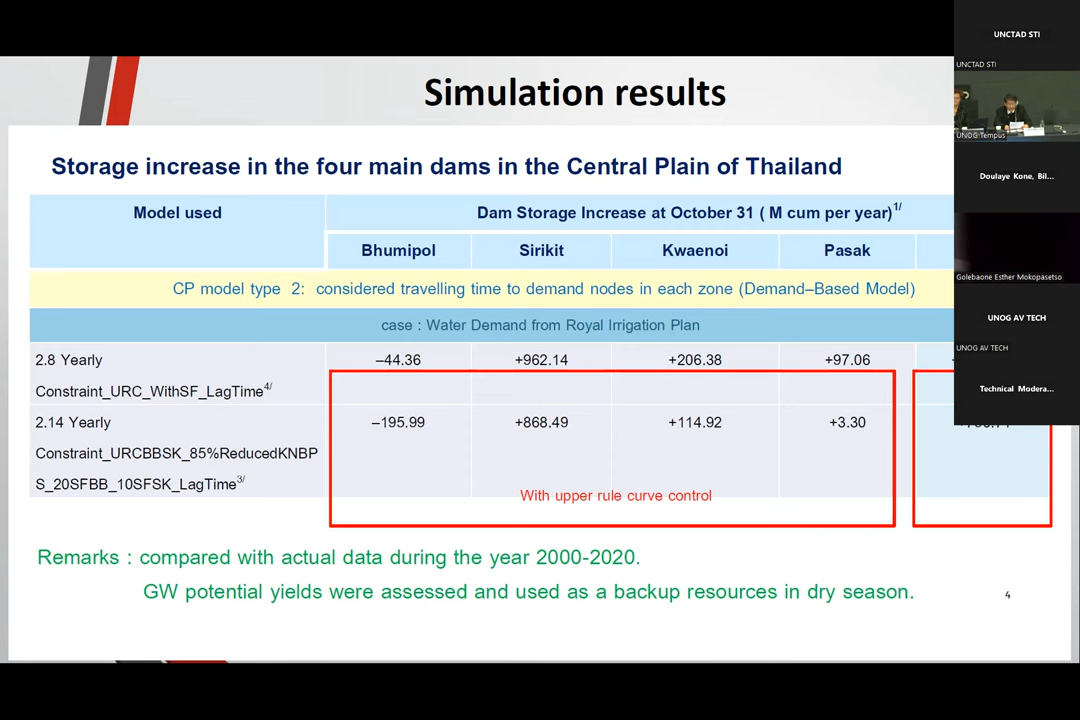 Simulation results
Storage increase in the four main dams in the Central Plain of Thailand
Model used
Dam Storage Increase at October 31 ( M cum per year)1/
Bhumipol Sirikit Kwaenoi Pasak
CP model type 2: considered travelling time to demand nodes in each zone (Demand–Based Model)
case : Water Demand from Royal Irrigation Plan
2.8 Yearly –44.36 +962.14 +206.38 +97.06
Constraint_URC_WithSF_LagTime4/
2.14 Yearly –195.99 +868.49 +114.92 +3.30
Constraint_URCBBSK_85%ReducedKNBP
S_20SFBB_10SFSK_LagTime3/
With upper rule curve control
Remarks : compared with actual data during the year 2000-2020.
GW potential yields were assessed and used as a backup resources in dry season.
4
UNCTAD STI
UNCTAD STI
UNOG Tempus
Doulaye Kone, Bil...
Golebaone Esther Mokopasetso
UNOG AV TECH
UNOG AV TECH
Technical Modera...